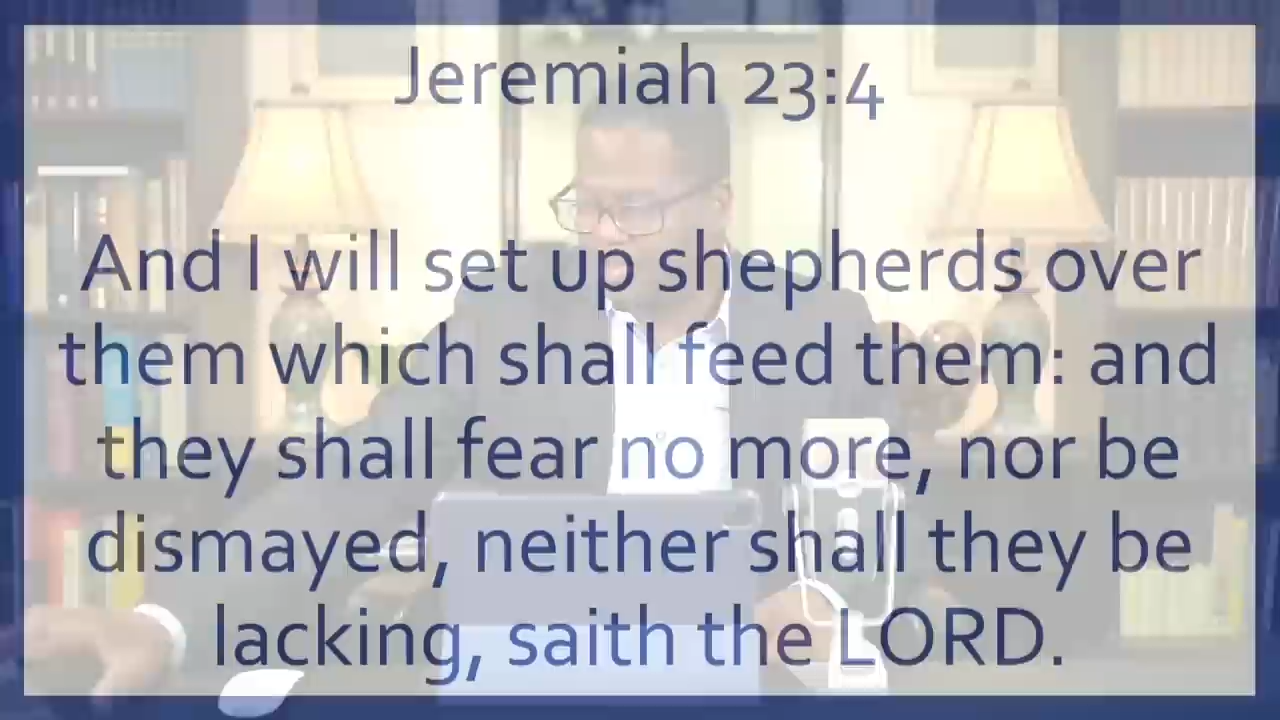 Jeremiah 23:4
And I will set up shepherds over
them which shall feed them: and
they shall fear no more, nor be
dismayed, neither shall they be
lacking, saith the LORD.